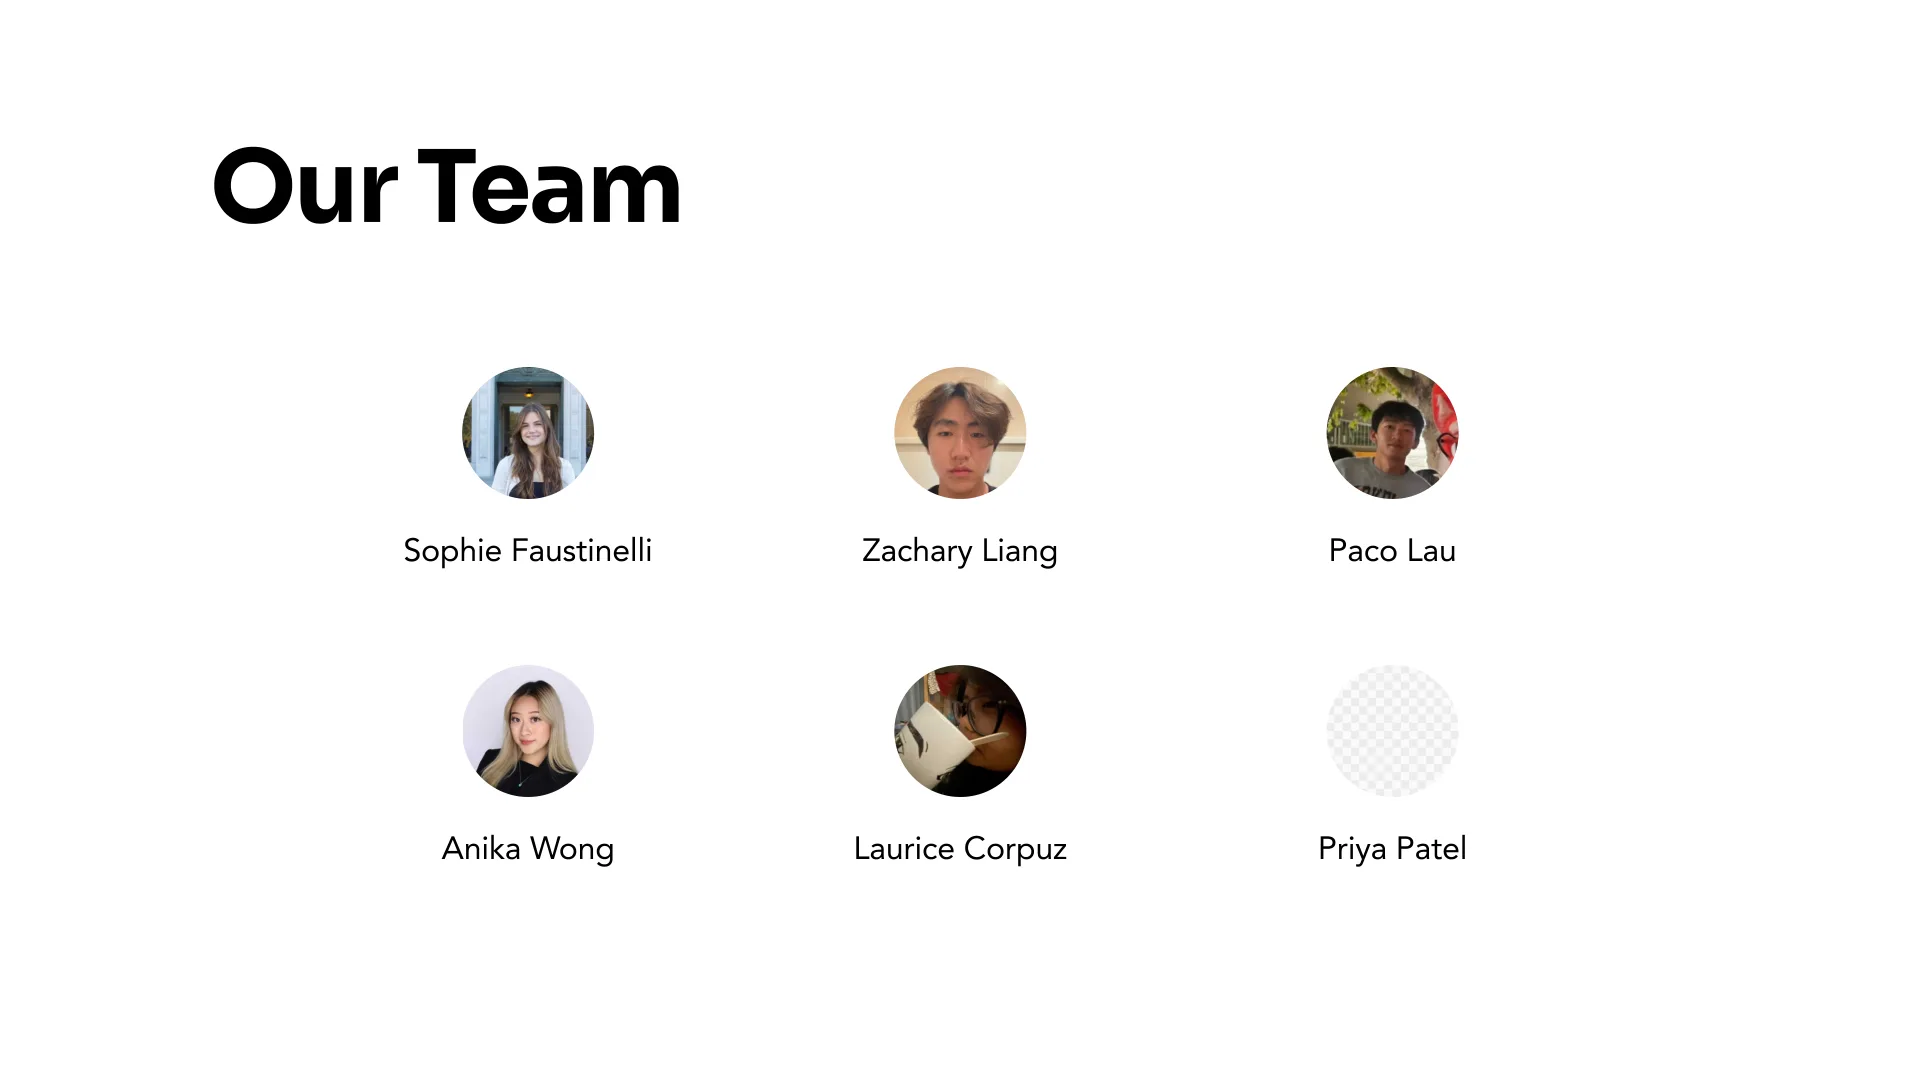 Our Team
Sophie Faustinelli
Zachary Liang
Paco Lau
Anika Wong
Laurice Corpuz
Priya Patel